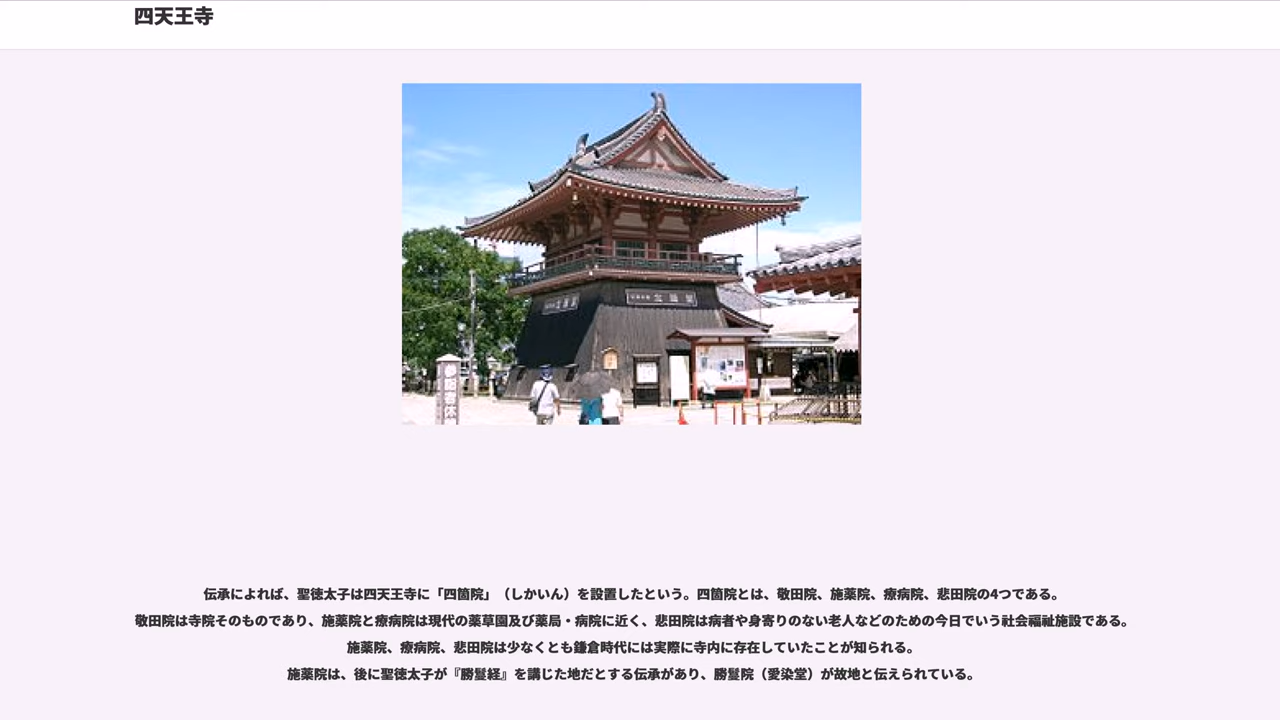 四天王寺
北鐘堂
伝承によれば、聖徳太子は四天王寺に「四箇院」（しかいん）を設置したという。四箇院とは、敬田院、施薬院、療病院、悲田院の4つである。
敬田院は寺院そのものであり、施薬院と療病院は現代の薬草園及び薬局・病院に近く、悲田院は病者や身寄りのない老人などのための今日でいう社会福祉施設である。
施薬院、療病院、悲田院は少なくとも鎌倉時代には実際に寺内に存在していたことが知られる。
施薬院は、後に聖徳太子が『勝鬘経』を講じた地だとする伝承があり、勝鬘院（愛染堂）が故地と伝えられている。